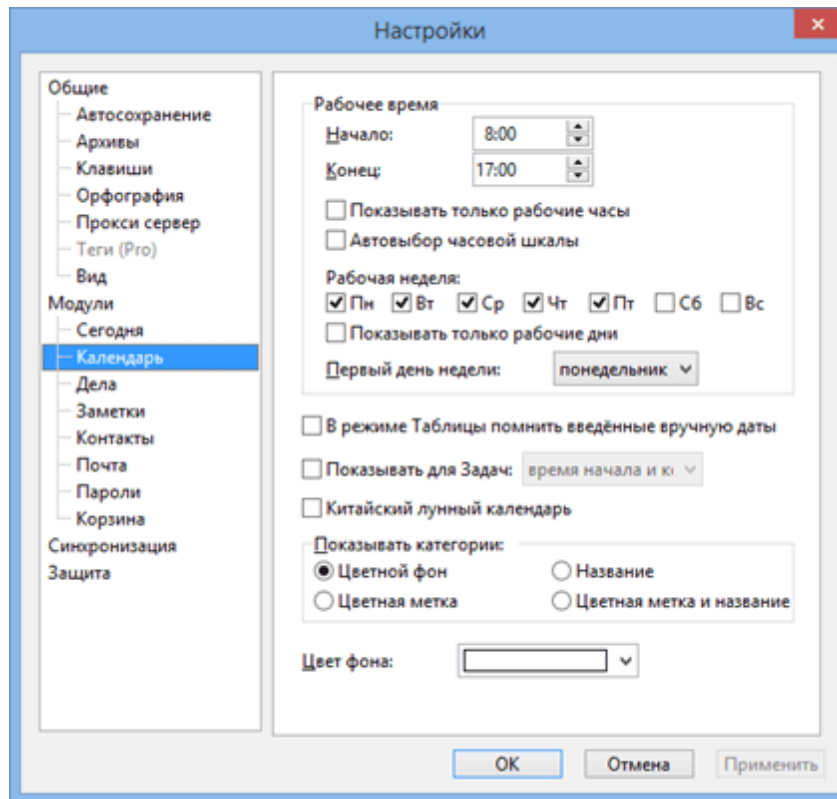 Настройки
Общие
Автосохранение
Архивы
Клавиши
Орфография
Прокси сервер
Теги (Pro)
Вид
Модули
Сегодня
Календарь
Дела
Заметки
Контакты
Почта
Пароли
Корзина
Синхронизация
Защита
Рабочее время
Начало: 8:00
Конец: 17:00
Показывать только рабочие часы
Автовыбор часовой шкалы
Рабочая неделя:
Пн Вт Ср Чт Пт Сб Вс
Показывать только рабочие дни
Первый день недели: понедельник
В режиме Таблицы помнить введённые вручную даты
Показывать для Задач: время начала и к
Китайский лунный календарь
Показывать категории:
Цветной фон Название
Цветная метка Цветная метка и название
Цвет фона:
OK Отмена Применить